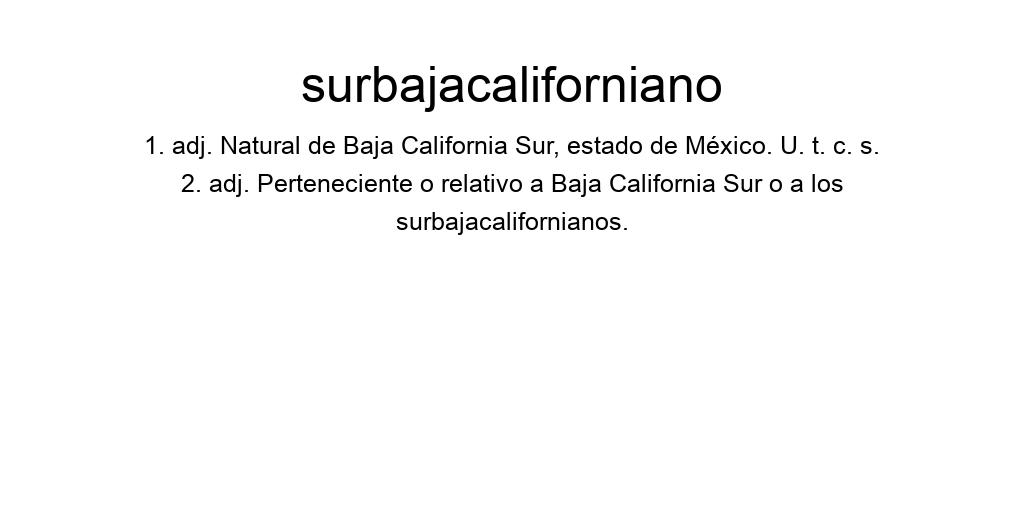 surbajacaliforniano
1. adj. Natural de Baja California Sur, estado de México. U. t. c. s.
2. adj. Perteneciente o relativo a Baja California Sur o a los
surbajacalifornianos.